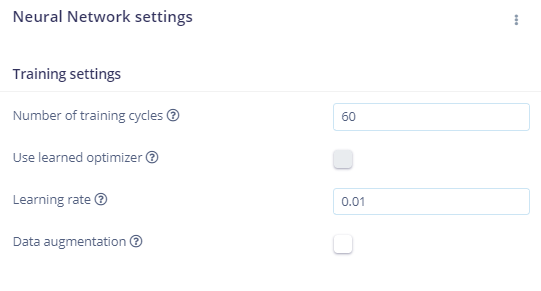 Neural Network settings
Training settings
Number of training cycles
60
Use learned optimizer
Learning rate
0.01
Data augmentation